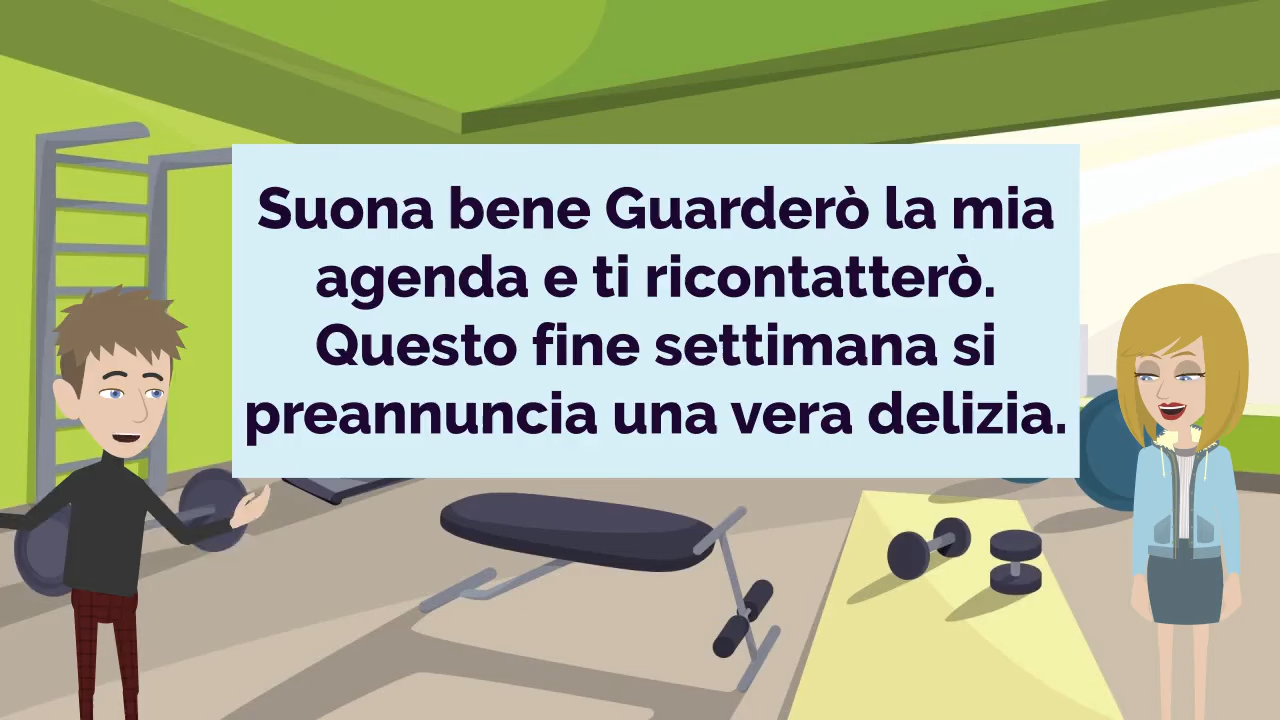 Suona bene Guarderò la mia
agenda e ti ricontatterò.
Questo fine settimana si
preannuncia una vera delizia.